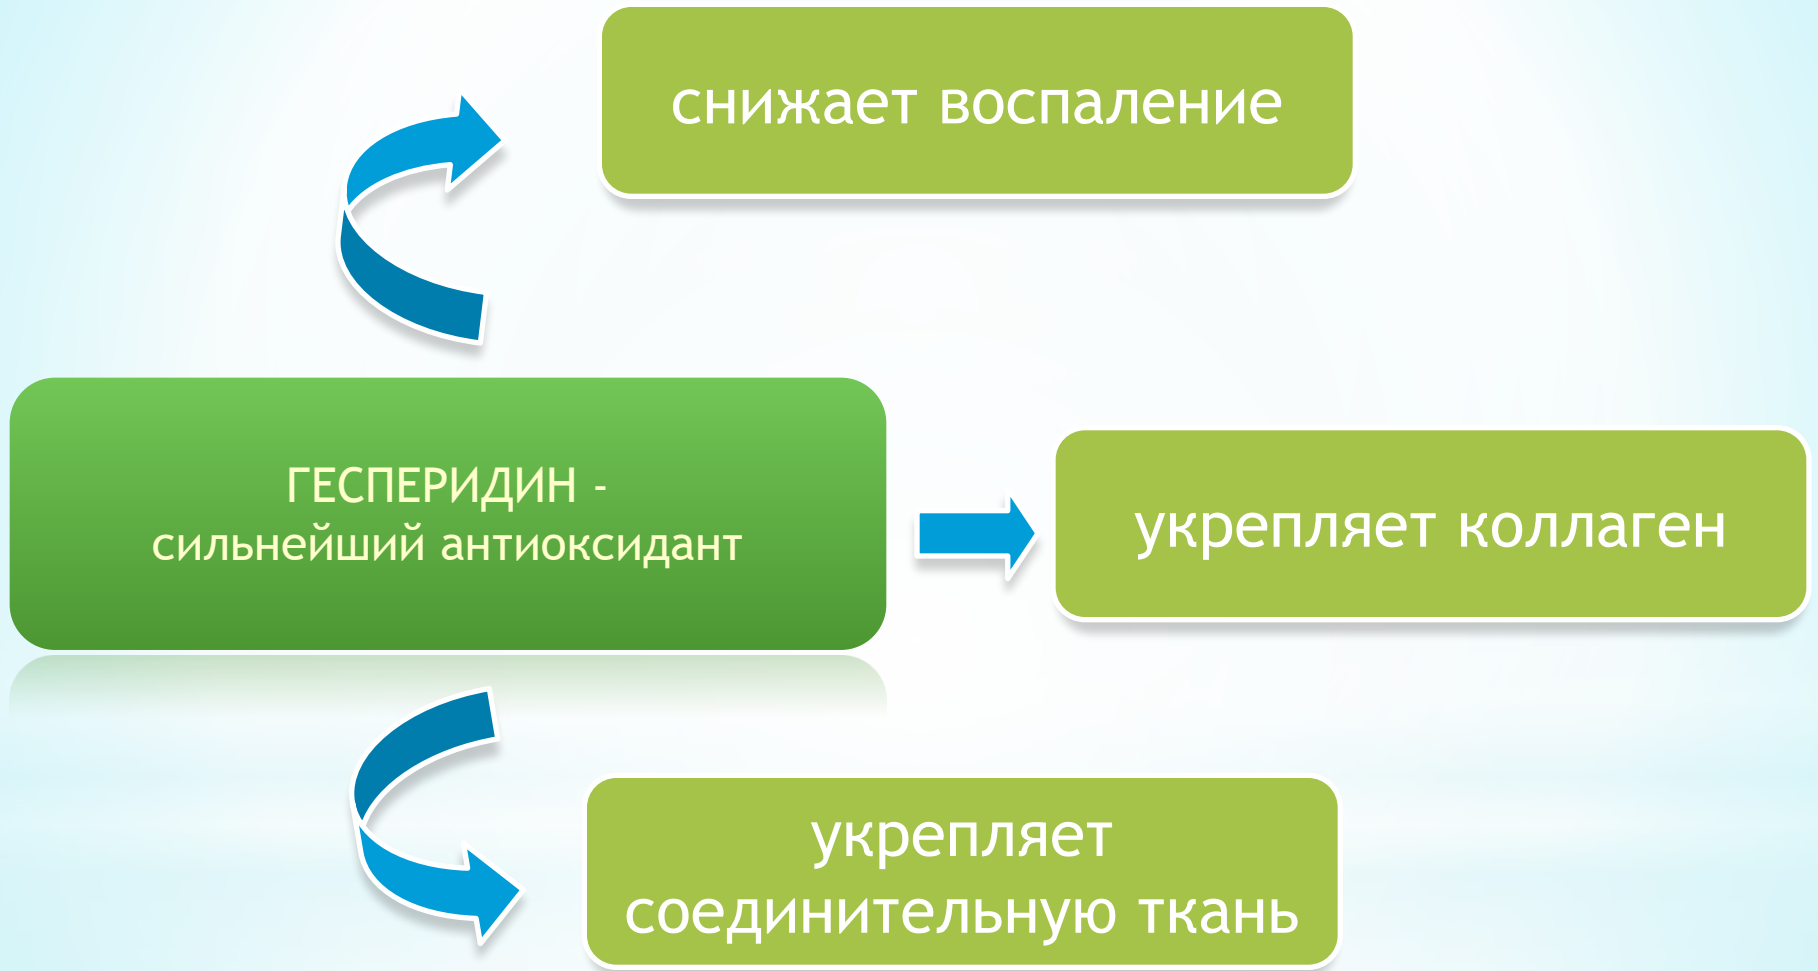 снижает воспаление
ГЕСПЕРИДИН -
сильнейший антиоксидант
укрепляет коллаген
укрепляет
соединительную ткань